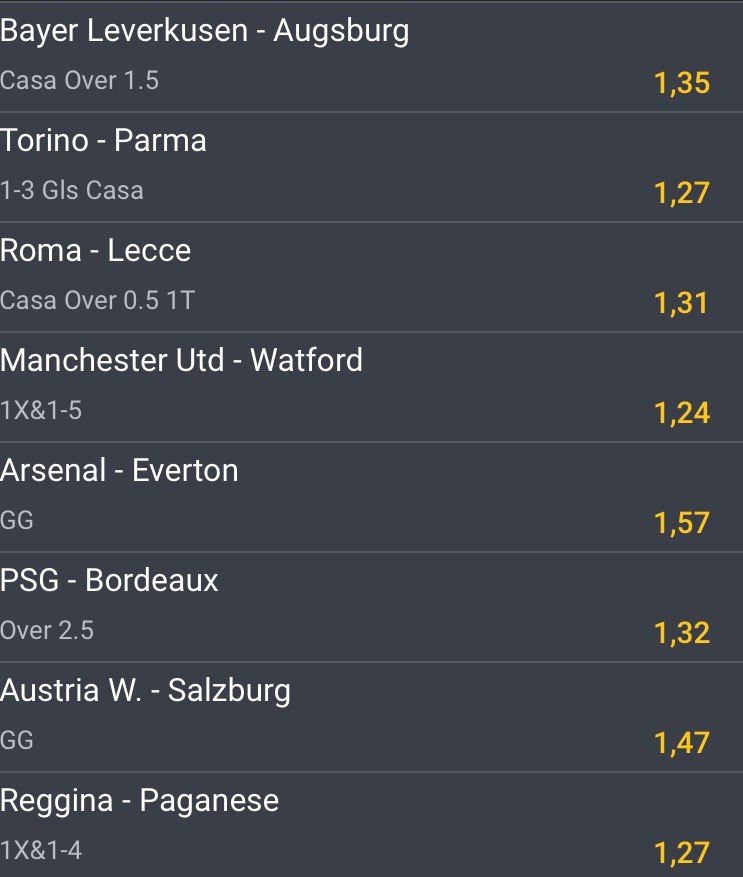 Bayer Leverkusen - Augsburg
Casa Over 1.5 1,35
Torino - Parma
1-3 Gls Casa 1,27
Roma - Lecce
Casa Over 0.5 1T 1,31
Manchester Utd - Watford
1X&1-5 1,24
Arsenal - Everton
GG 1,57
PSG - Bordeaux
Over 2.5 1,32
Austria W. - Salzburg
GG 1,47
Reggina - Paganese
1X&1-4 1,27